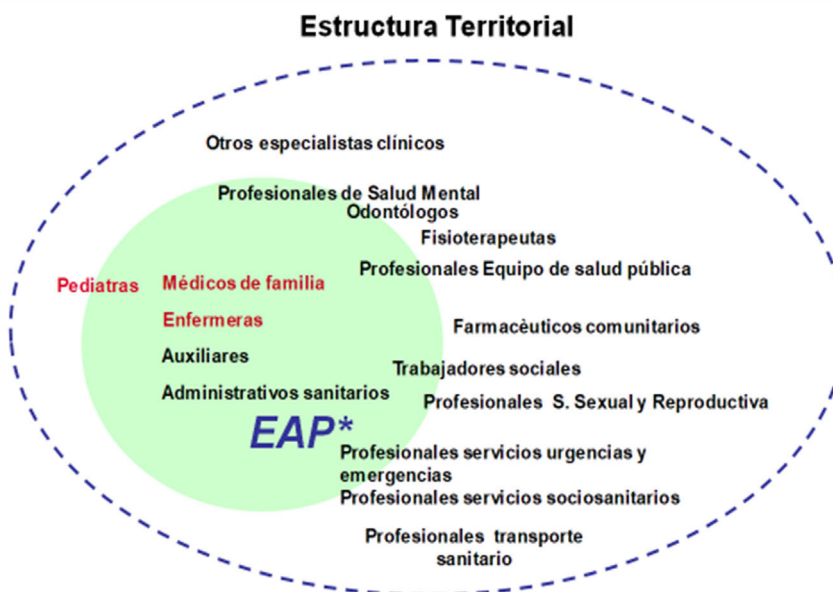 Estructura Territorial
Otros especialistas clínicos
Profesionales de Salud Mental
Odontólogos
Fisioterapeutas
Profesionales Equipo de salud pública
Pediatras
Médicos de familia
Enfermeras
Farmacèuticos comunitarios
Auxiliares
Trabajadores sociales
Administrativos sanitarios
Profesionales S. Sexual y Reproductiva
EAP*
Profesionales servicios urgencias y
emergencias
Profesionales servicios sociosanitarios
Profesionales transporte
sanitario